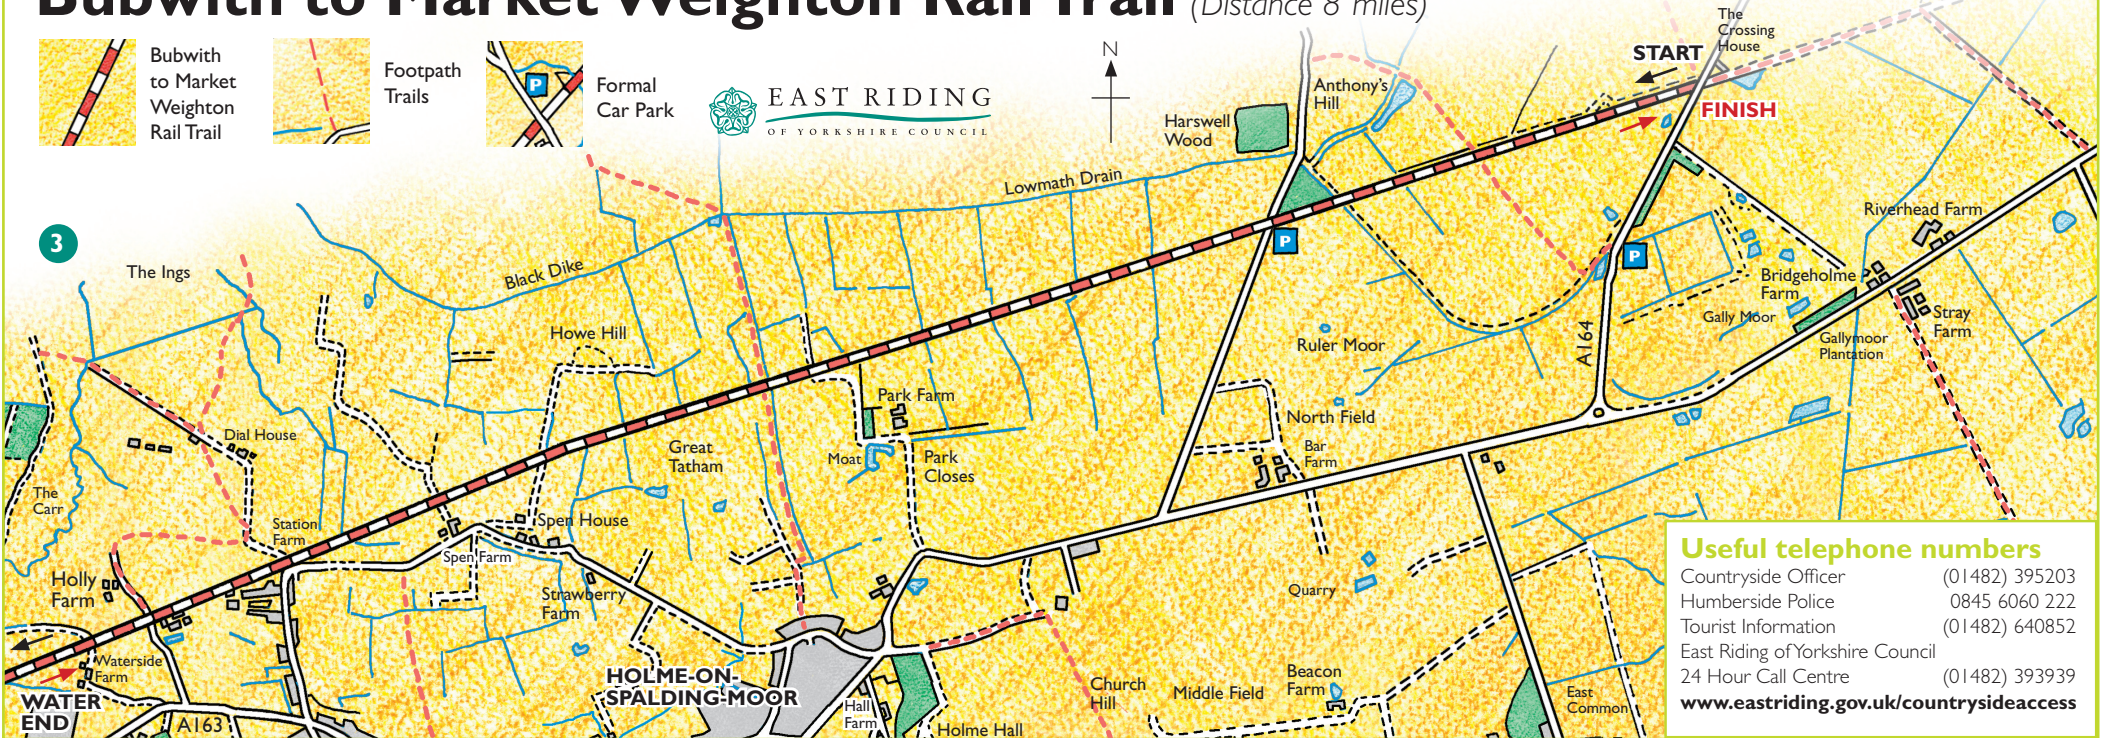 Bubwith to Market Weighton Rail Trail (Distance 8 miles)
Bubwith
to Market
Weighton
Rail Trail
Footpath
Trails
P
Formal
Car Park
EAST RIDING
OF YORKSHIRE COUNCIL
N
Harswell
Wood
Anthony's
Hill
START
The
Crossing
House
FINISH
3
The Ings
Black Dike
Lowmath Drain
P
P
Riverhead Farm
Bridgeholme
Farm
Gally Moor
Stray
Farm
Gallymoor
Plantation
A164
Howe Hill
Ruler Moor
Park Farm
North Field
Dial House
Great
Tatham
Moat
Park
Closes
Bar
Farm
The
Carr
Station
Farm
Spen House
Spen Farm
Holly
Farm
Strawberry
Farm
Quarry
Waterside
Farm
WATER
END
A163
HOLME-ON-
SPALDING-MOOR
Hall
Farm
Holme Hall
Church
Hill
Middle Field
Beacon
Farm
East
Common
Useful telephone numbers
Countryside Officer (01482) 395203
Humberside Police 0845 6060 222
Tourist Information (01482) 640852
East Riding of Yorkshire Council
24 Hour Call Centre (01482) 393939
www.eastriding.gov.uk/countrysideaccess